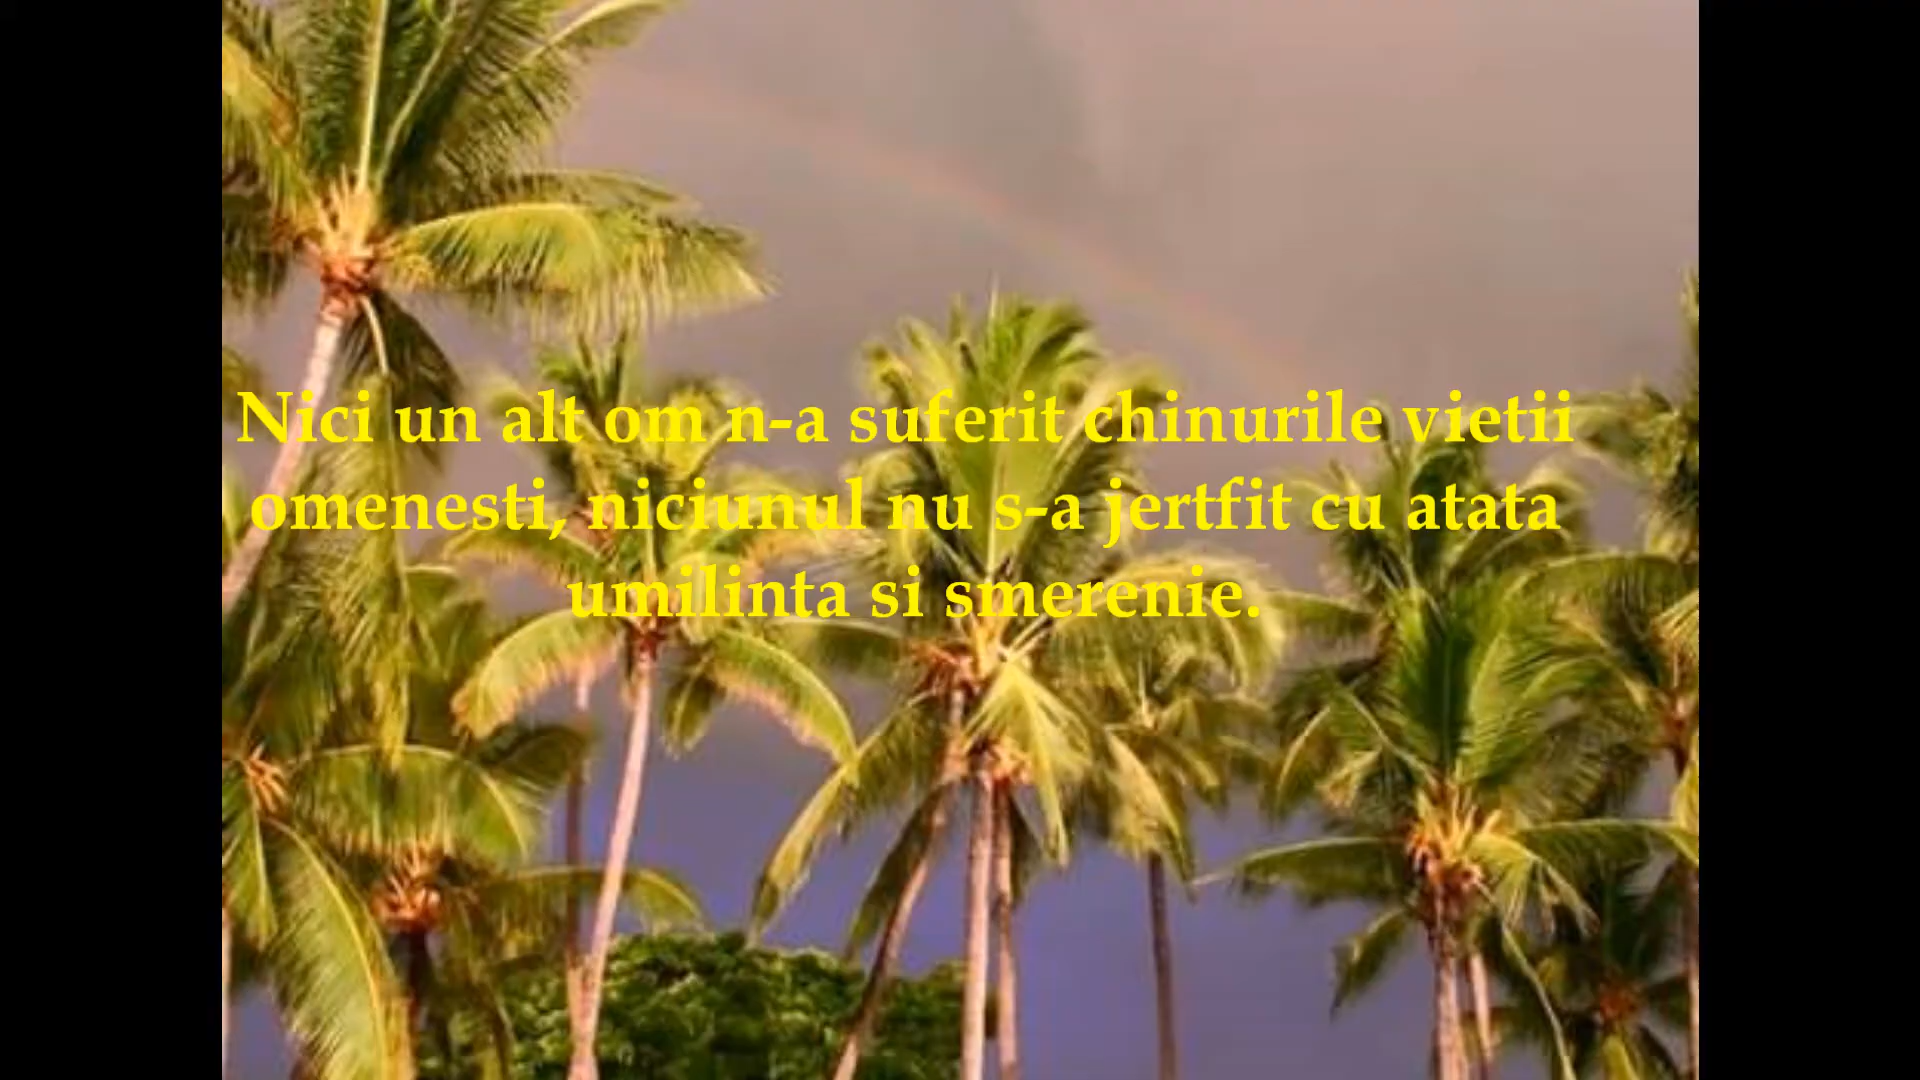 Nici un alt om n-a suferit chinurile vietii
omenesti, niciunul nu s-a jertfit cu atata
umilinta si smerenie.